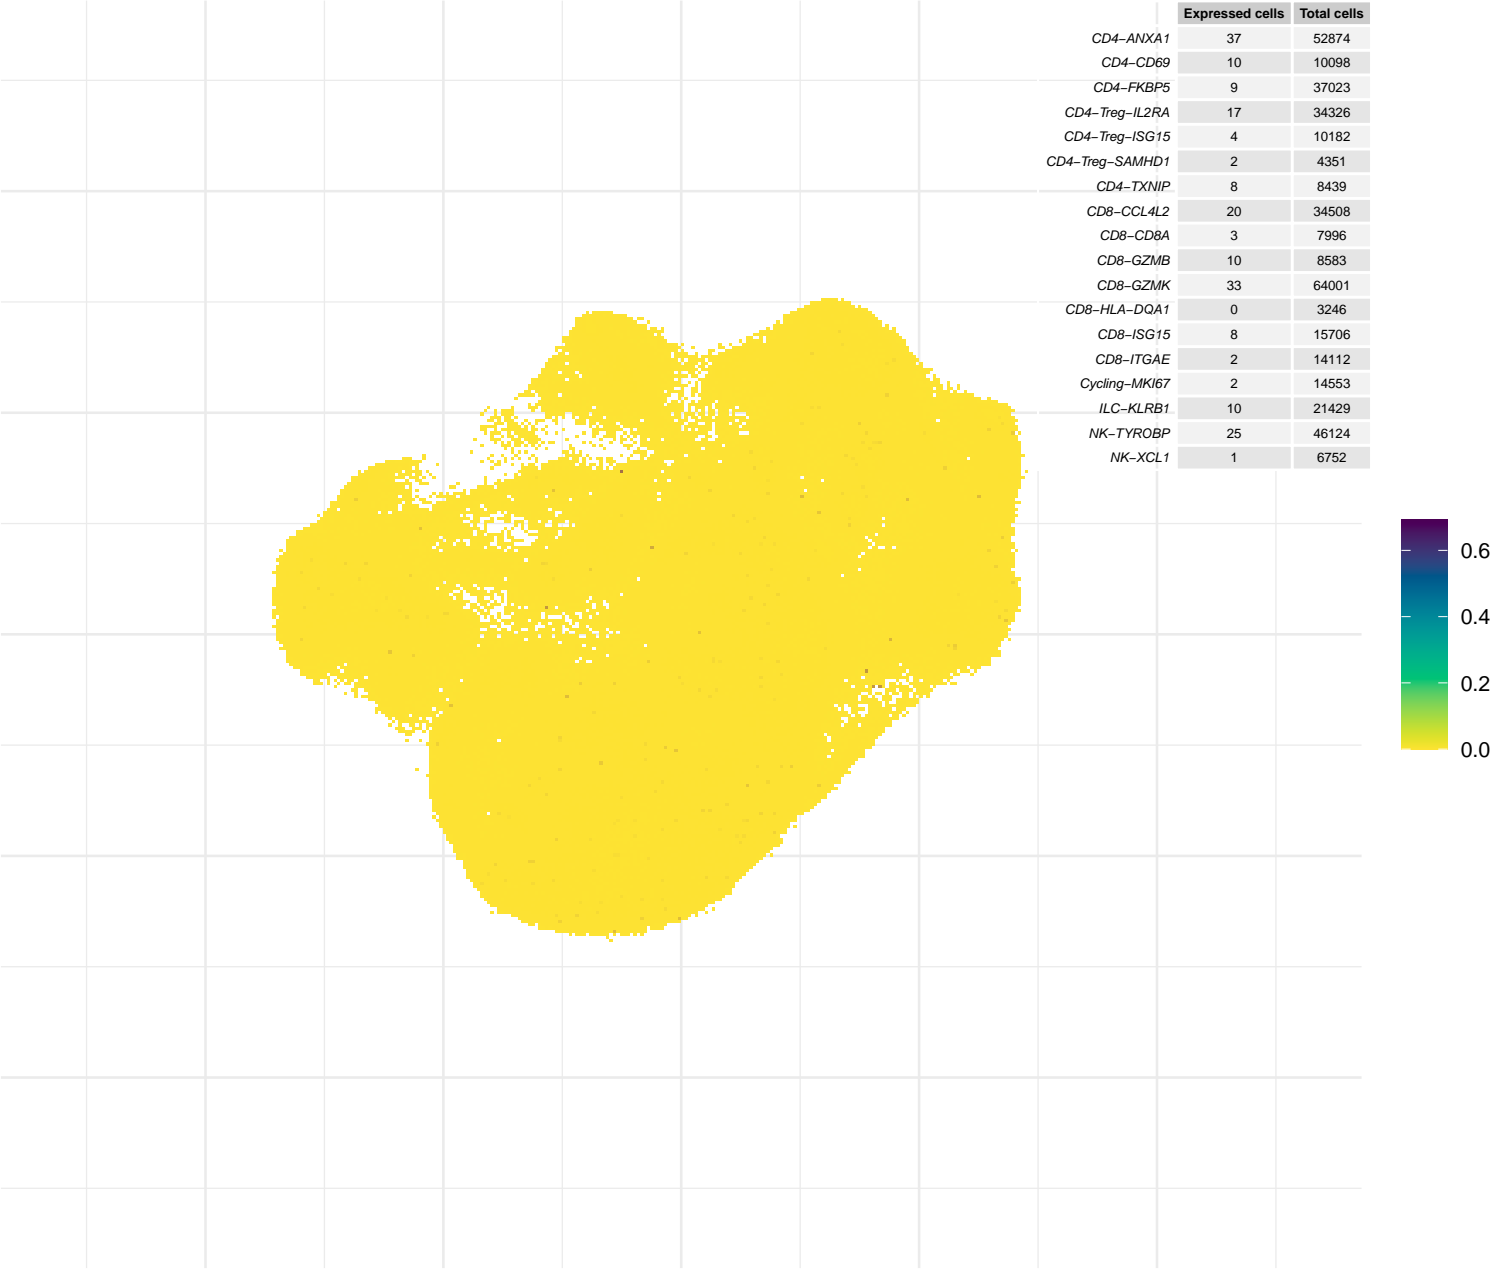 Expressed cells Total cells
CD4−ANXA1 37 52874
CD4−CD69 10 10098
CD4−FKBP5 9 37023
CD4−Treg−IL2RA 17 34326
CD4−Treg−ISG15 4 10182
CD4−Treg−SAMHD1 2 4351
CD4−TXNIP 8 8439
CD8−CCL4L2 20 34508
CD8−CD8A 3 7996
CD8−GZMB 10 8583
CD8−GZMK 33 64001
CD8−HLA−DQA1 0 3246
CD8−ISG15 8 15706
CD8−ITGAE 2 14112
Cycling−MKI67 2 14553
ILC−KLRB1 10 21429
NK−TYROBP 25 46124
NK−XCL1 1 6752
0.6
0.4
0.2
0.0